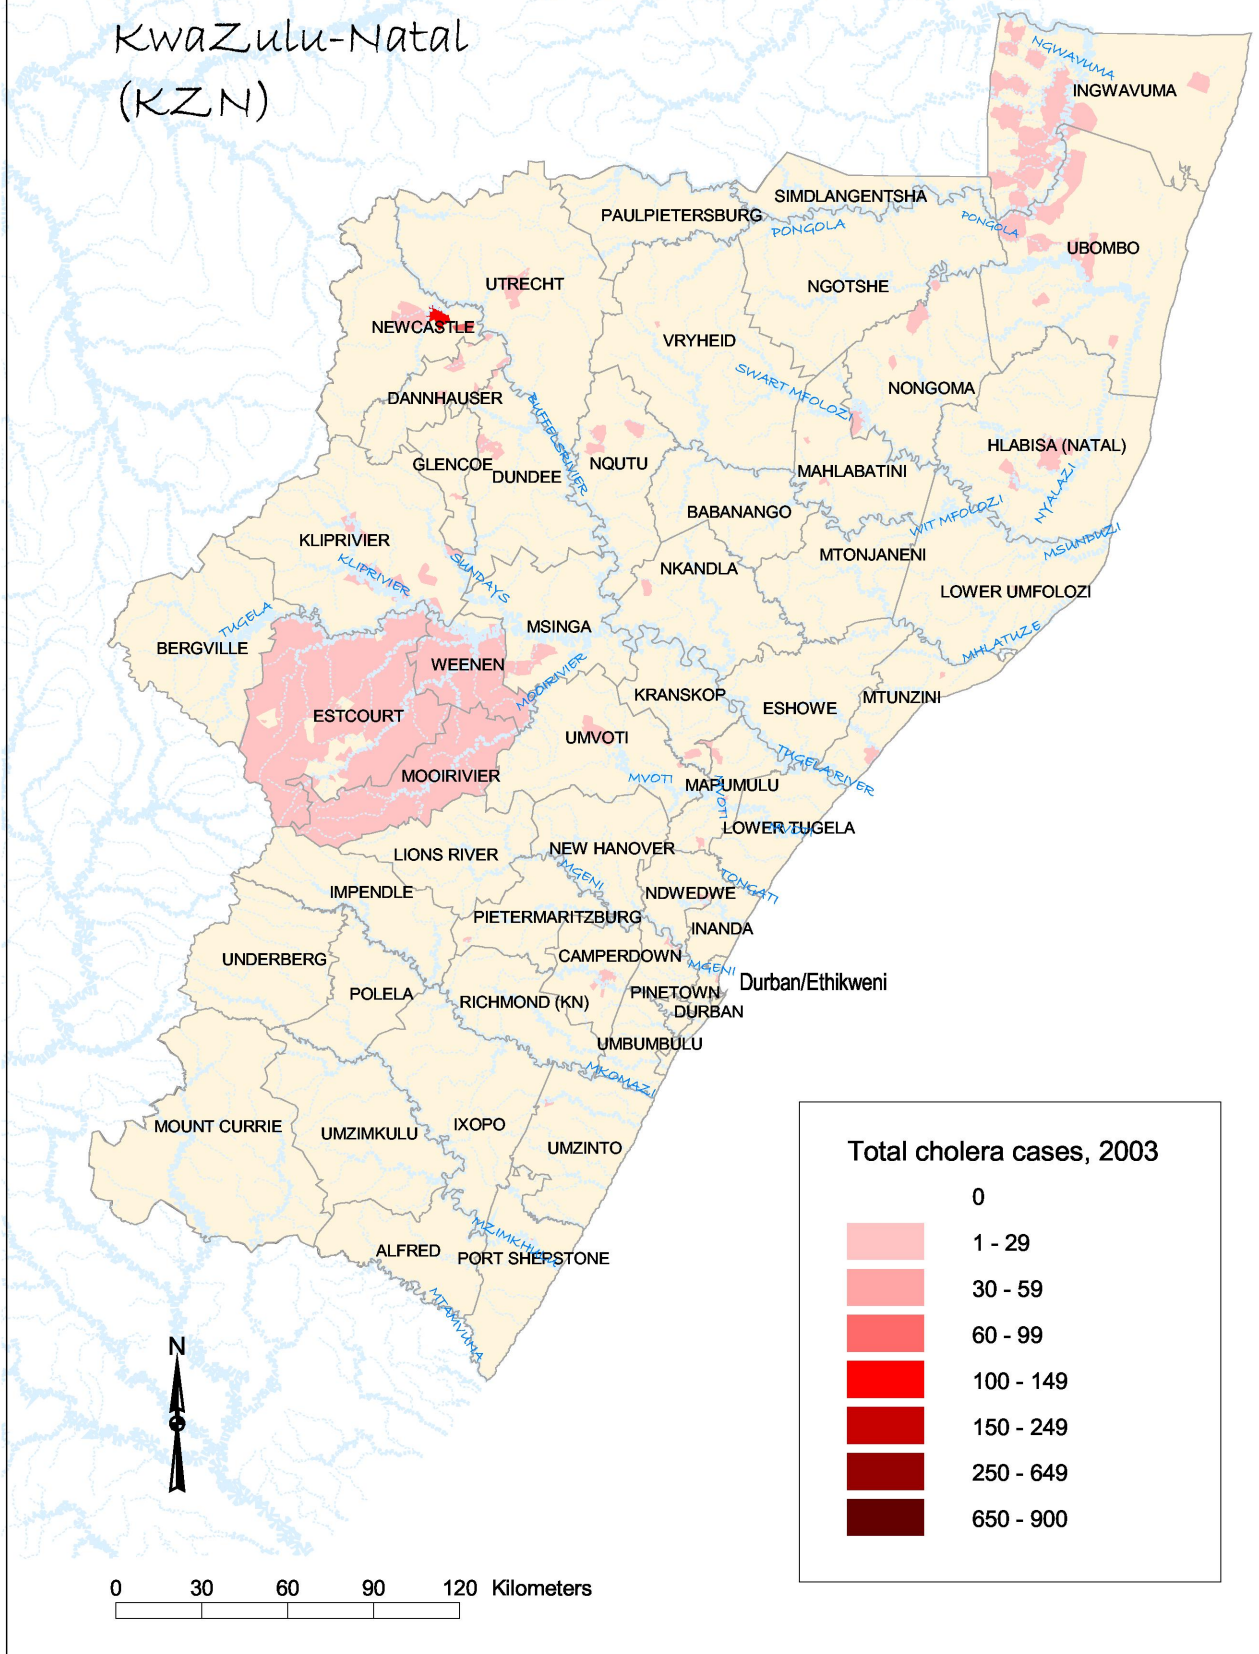 KwaZulu-Natal
(KZN)
NGWAVUMA
INGWAVUMA
SIMDLANGENTSHA
PAULPIETERSBURG
PONGOLA
PONGOLA
UBOMBO
UTRECHT
NGOTSHE
NEWCASTLE
VRYHEID
SWART MFOLOZI
NONGOMA
DANNHAUSER
BUFFELSRIVIER
HLABISA (NATAL)
GLENCOE
DUNDEE
NQUTU
MAHLABATINI
NYALAZI
BABANANGO
WIT MFOLOZI
KLIPRIVIER
MTONJANENI
MSUNDUZI
KLIPRIVIER
SUNDAYS
NKANDLA
LOWER UMFOLOZI
TUGELA
MSINGA
MHLATUZE
BERGVILLE
WEENEN
MOOIRIVIER
KRANSKOP
MTUNZINI
ESTCOURT
ESHOWE
UMVOTI
TUGELA RIVER
MOOIRIVIER
MVOTI
MAPUMULU
MVOTI
LOWER TUGELA
MVOTI
LIONS RIVER
NEW HANOVER
MGENI
TONGATI
IMPENDLE
NDWEDWE
PIETERMARITZBURG
INANDA
UNDERBERG
CAMPERDOWN
MGENI
Durban/Ethikweni
POLELA
RICHMOND (KN)
PINETOWN
DURBAN
UMBUMBULU
MKOMAZI
MOUNT CURRIE
UMZIMKULU
IXOPO
UMZINTO
MZIMKHULU
ALFRED
PORT SHEPSTONE
MTAMVUNA
Total cholera cases, 2003
0
1 - 29
30 - 59
60 - 99
100 - 149
150 - 249
250 - 649
650 - 900
N
0 30 60 90 120 Kilometers